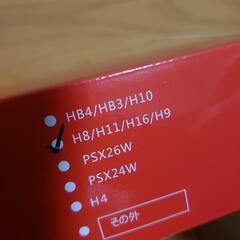 HB4/HB3/H10
H8/H11/H16/H9
PSX26W
PSX24W
H4
その外